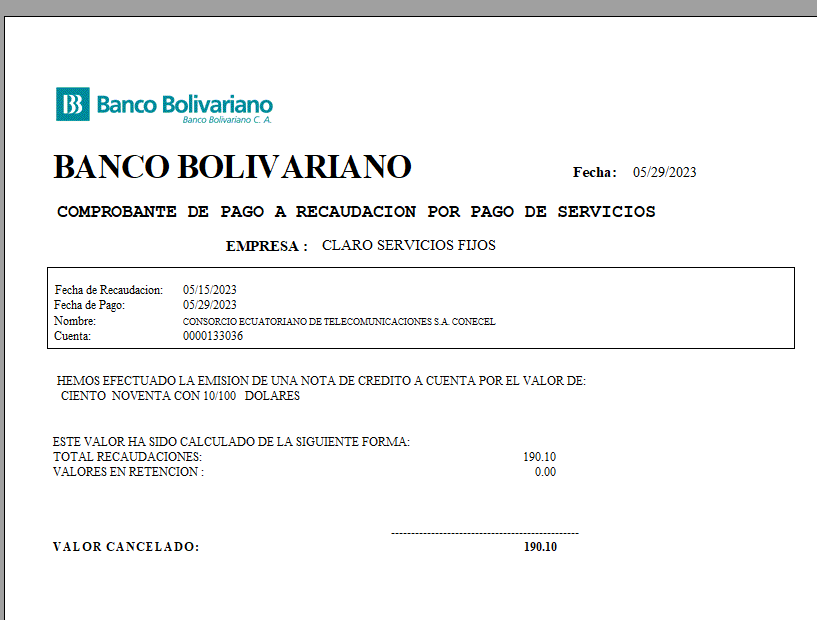 BB Banco Bolivariano
Banco Bolivariano C. A.
BANCO BOLIVARIANO Fecha: 05/29/2023
COMPROBANTE DE PAGO A RECAUDACION POR PAGO DE SERVICIOS
EMPRESA : CLARO SERVICIOS FIJOS
Fecha de Recaudacion: 05/15/2023
Fecha de Pago: 05/29/2023
Nombre: CONSORCIO ECUATORIANO DE TELECOMUNICACIONES S.A. CONECEL
Cuenta: 0000133036
HEMOS EFECTUADO LA EMISION DE UNA NOTA DE CREDITO A CUENTA POR EL VALOR DE:
CIENTO NOVENTA CON 10/100 DOLARES
ESTE VALOR HA SIDO CALCULADO DE LA SIGUIENTE FORMA:
TOTAL RECAUDACIONES: 190.10
VALORES EN RETENCION : 0.00
-----------------------------------------------
VALOR CANCELADO: 190.10